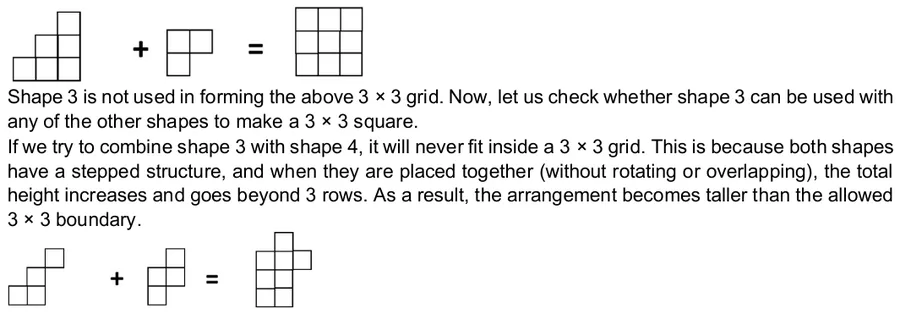 + =
Shape 3 is not used in forming the above 3 × 3 grid. Now, let us check whether shape 3 can be used with
any of the other shapes to make a 3 × 3 square.
If we try to combine shape 3 with shape 4, it will never fit inside a 3 × 3 grid. This is because both shapes
have a stepped structure, and when they are placed together (without rotating or overlapping), the total
height increases and goes beyond 3 rows. As a result, the arrangement becomes taller than the allowed
3 × 3 boundary.
+ =